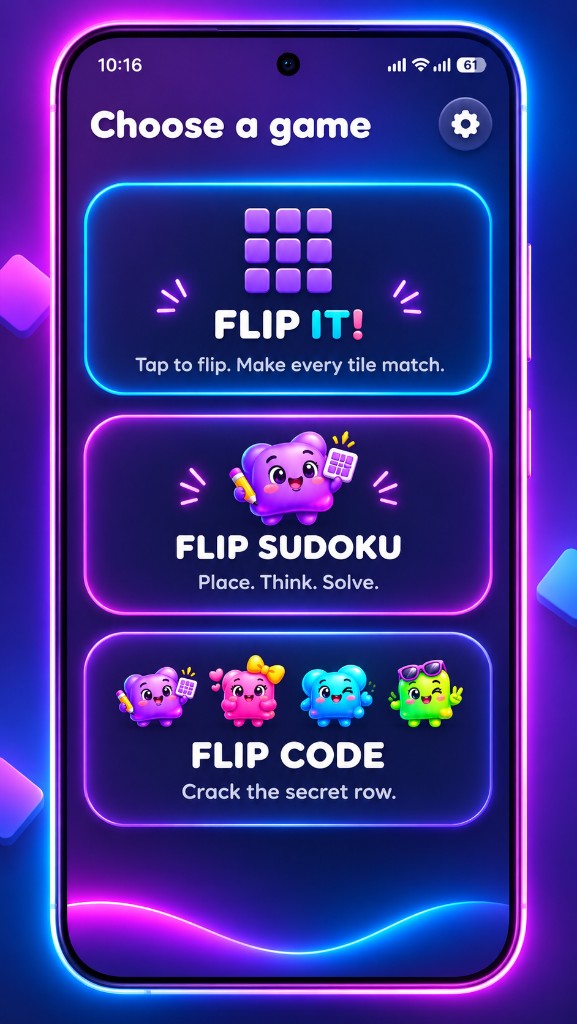 10:16
61
Choose a game
FLIP IT!
Tap to flip. Make every tile match.
FLIP SUDOKU
Place. Think. Solve.
FLIP CODE
Crack the secret row.